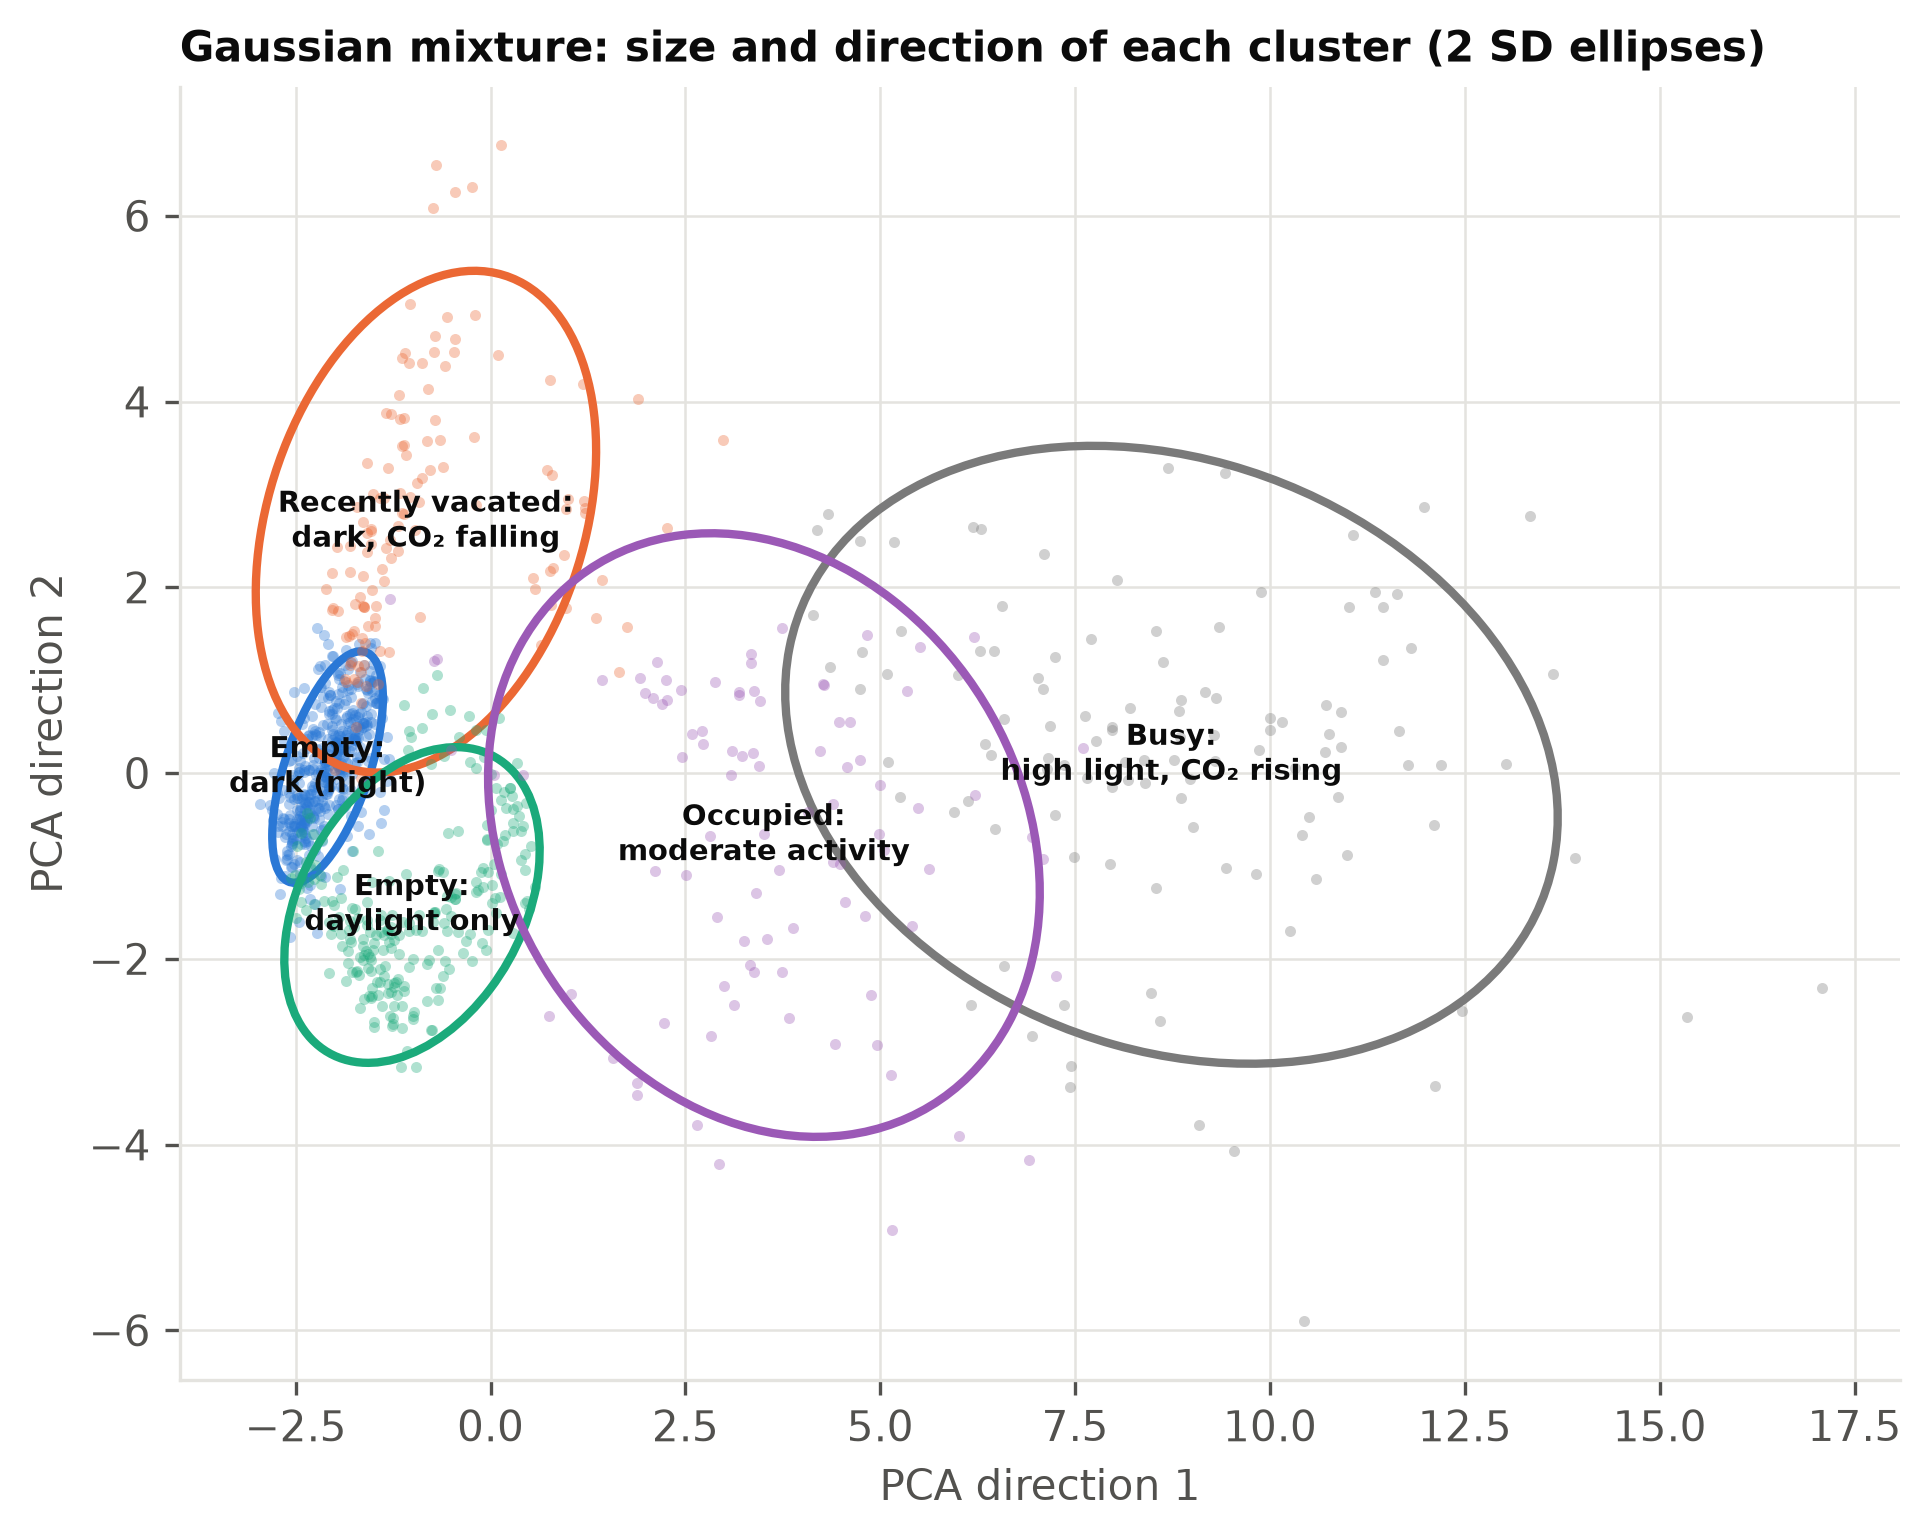 Gaussian mixture: size and direction of each cluster (2 SD ellipses)
PCA direction 2
6
4
2
0
−2
−4
−6
Recently vacated:
dark, CO₂ falling
Empty:
dark (night)
Empty:
daylight only
Occupied:
moderate activity
Busy:
high light, CO₂ rising
−2.5
0.0
2.5
5.0
7.5
10.0
12.5
15.0
17.5
PCA direction 1